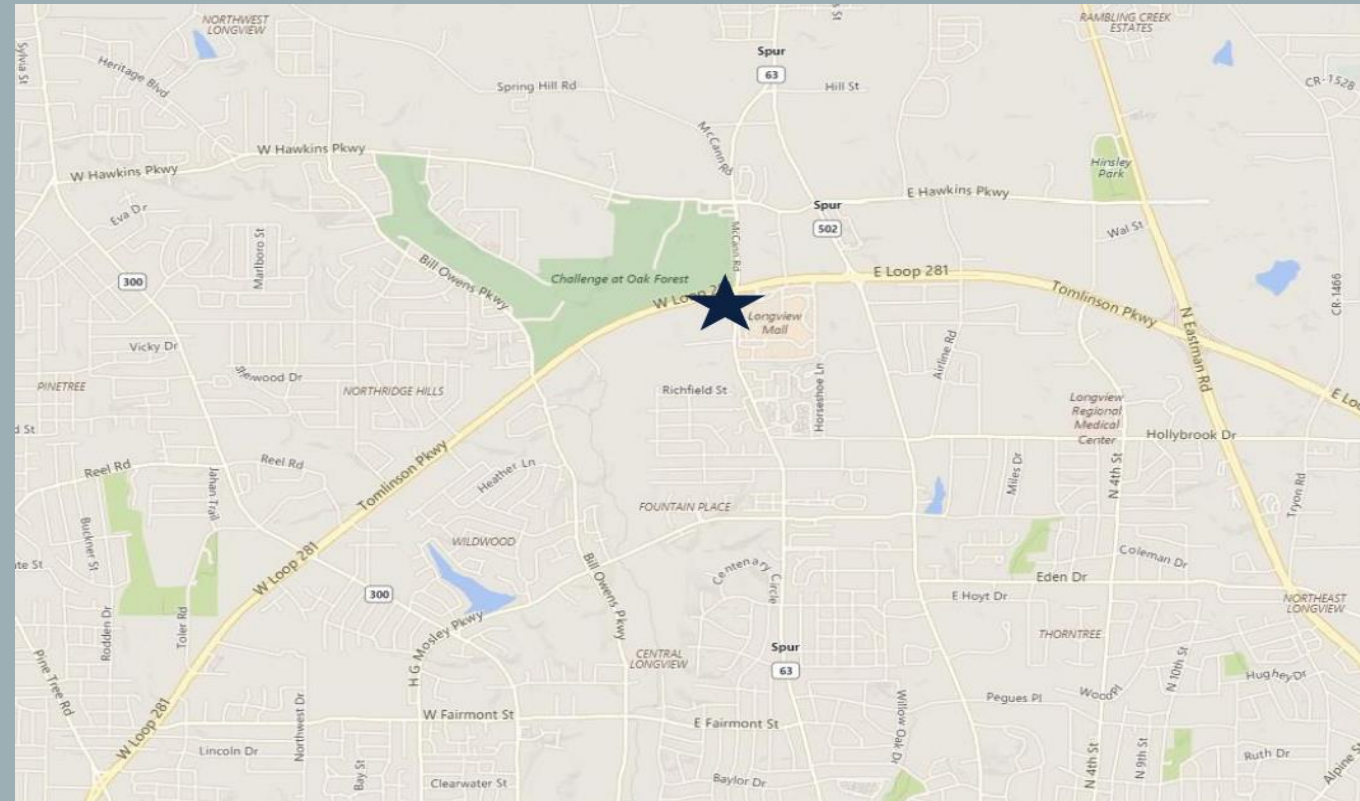 NORTHWEST
LONGVIEW
RAMBLING CREEK
ESTATES
Sylvia St
Heritage Blvd
Spring Hill Rd
Spur
63
Hill St
CR-1528
McCann Rd
W Hawkins Pkwy
W Hawkins Pkwy
Hinsley
Park
E Hawkins Pkwy
Eva Dr
Marlboro St
Spur
502
Wal St
McCann Rd
300
Bill Owens Pkwy
Challenge at Oak Forest
E Loop 281
W Loop
Tomlinson Pkwy
CR-1466
Longview
Mall
N Eastman Rd
Vicky Dr
Airline Rd
PINETREE
NORTHRIDGE HILLS
Richfield St
Horseshoe Ln
Longview
Regional
Medical
Center
d St
Hollybrook Dr
Reel Rd
Reel Rd
Jahan Trail
Tomlinson Pkwy
Heather Ln
Miles Dr
N 4th St
Tryon Rd
FOUNTAIN PLACE
Buckner St
WILDWOOD
te St
W Loop 281
300
Bill Owens Pkwy
Centenary Circle
Coleman Dr
Eden Dr
E Hoyt Dr
NORTHEAST
LONGVIEW
Rodden Dr
Toler Rd
H G Mosley Pkwy
THORNTREE
CENTRAL
LONGVIEW
Spur
63
Pine Tree Rd
N 10th St
Hughey Dr
Wood Pl
Pegues Pl
Northwest Dr
W Fairmont St
E Fairmont St
Willow Oak Dr
W Loop 281
Lincoln Dr
Bay St
Clearwater St
Baylor Dr
N 4th St
N 9th St
Ruth Dr
Alpine S